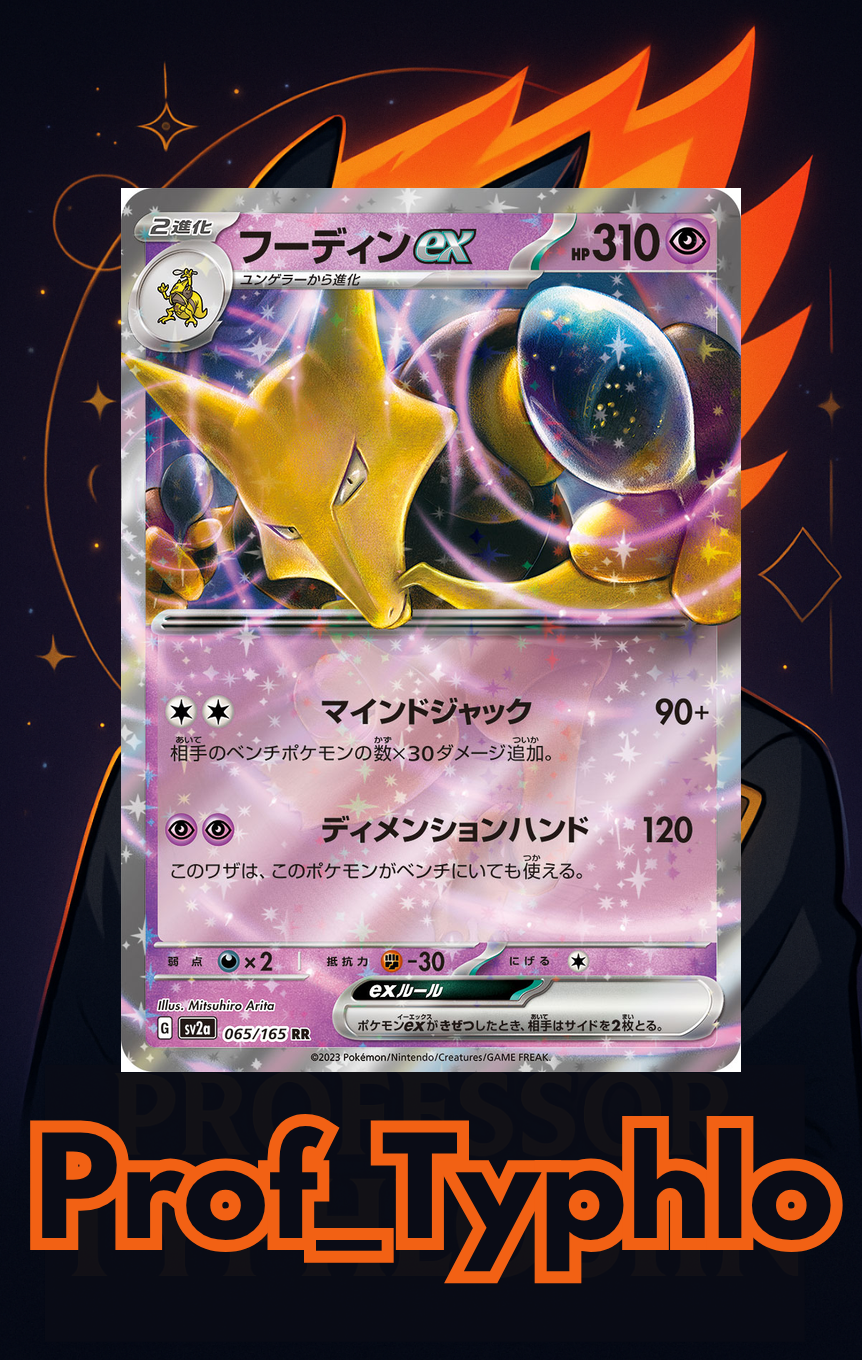 2進化
フーディンex
HP310
ユンゲラーから進化
マインドジャック 90+
相手のベンチポケモンの数×30ダメージ追加。
ディメンションハンド 120
このワザは、このポケモンがベンチにいても使える。
弱点 ×2 抵抗力 -30 にげる
exルール
ポケモンexがきぜつしたとき、相手はサイドを2枚とる。
Illus. Mitsuhiro Arita
G sv2a 065/165 RR
©2023 Pokémon/Nintendo/Creatures/GAME FREAK.
PROFESSOR
Prof_Typhlo